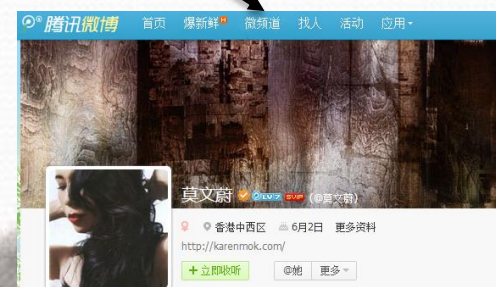 腾讯微博 首页 爆新鲜 微频道 找人 活动 应用
莫文蔚 LV.7 SVIP (@莫文蔚)
香港中西区 6月2日 更多资料
http://karenmok.com/
+立即收听 @她 更多